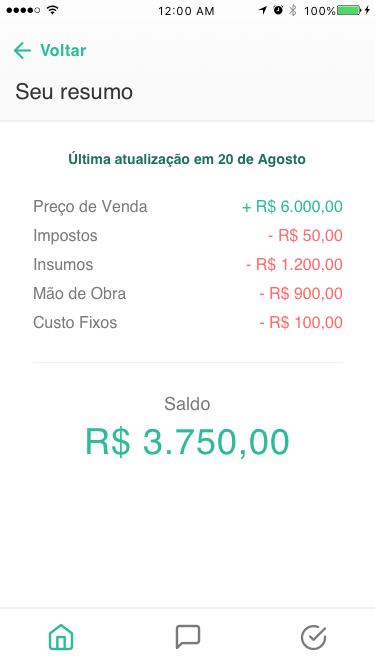 12:00 AM 100%
Voltar
Seu resumo
Última atualização em 20 de Agosto
Preço de Venda + R$ 6.000,00
Impostos - R$ 50,00
Insumos - R$ 1.200,00
Mão de Obra - R$ 900,00
Custo Fixos - R$ 100,00
Saldo
R$ 3.750,00